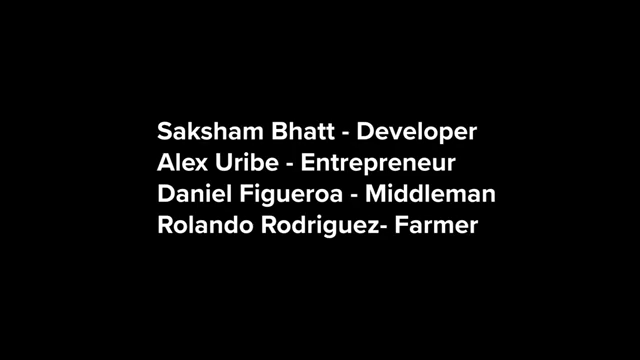 Saksham Bhatt - Developer
Alex Uribe - Entrepreneur
Daniel Figueroa - Middleman
Rolando Rodriguez- Farmer